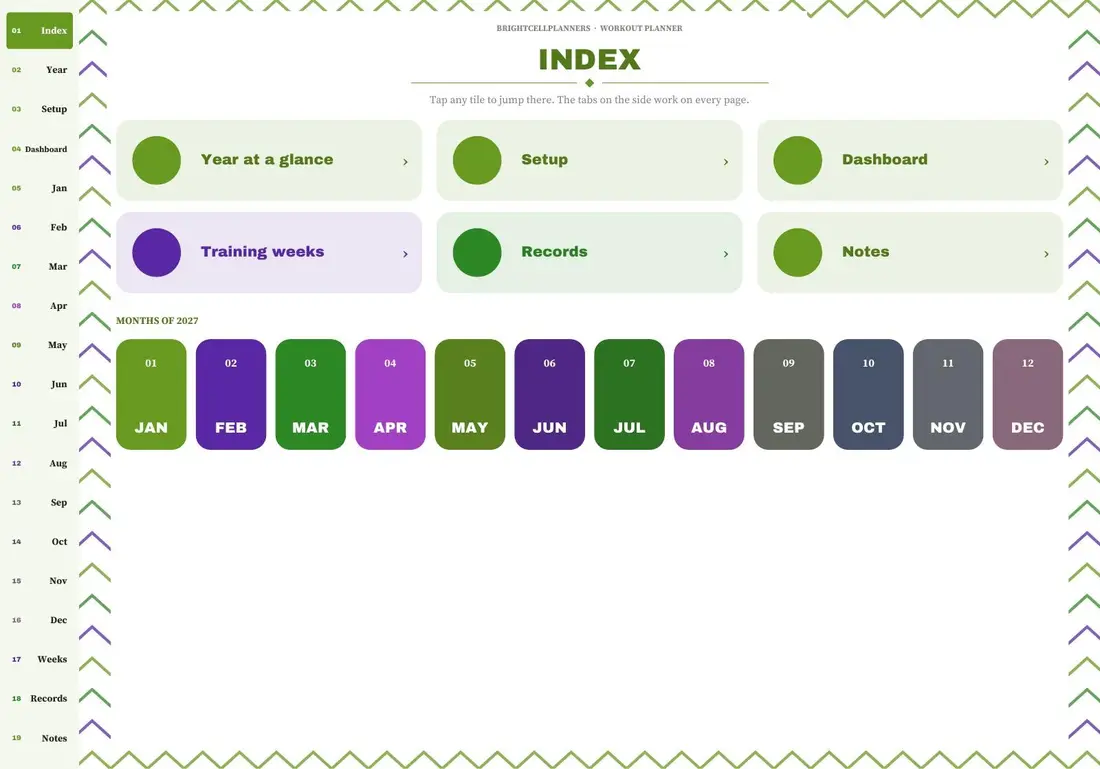 01 Index
02 Year
03 Setup
04 Dashboard
05 Jan
06 Feb
07 Mar
08 Apr
09 May
10 Jun
11 Jul
12 Aug
13 Sep
14 Oct
15 Nov
16 Dec
17 Weeks
18 Records
19 Notes
BRIGHTCELLPLANNERS · WORKOUT PLANNER
INDEX
Tap any tile to jump there. The tabs on the side work on every page.
Year at a glance ›
Setup ›
Dashboard ›
Training weeks ›
Records ›
Notes ›
MONTHS OF 2027
01 02 03 04 05 06 07 08 09 10 11 12
JAN FEB MAR APR MAY JUN JUL AUG SEP OCT NOV DEC